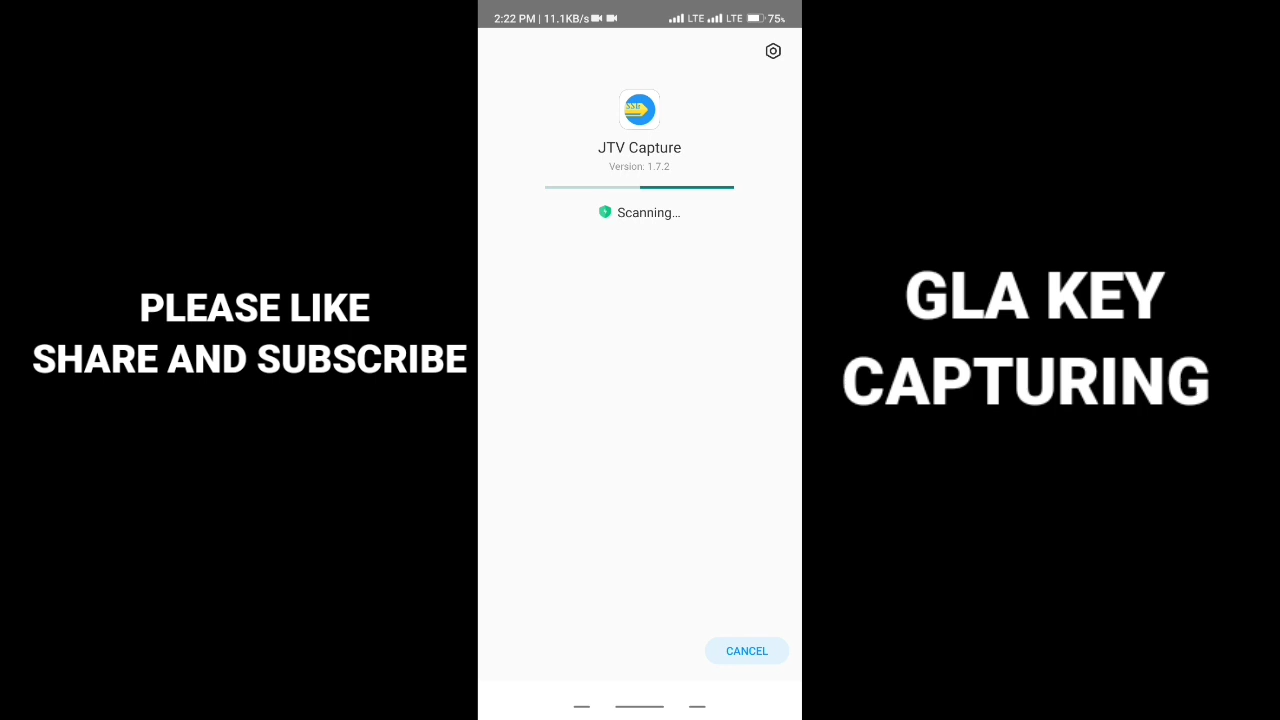 2:22 PM | 11.1KB/s LTE LTE 75%
SSH
JTV Capture
Version: 1.7.2
Scanning...
PLEASE LIKE
SHARE AND SUBSCRIBE
GLA KEY
CAPTURING
CANCEL